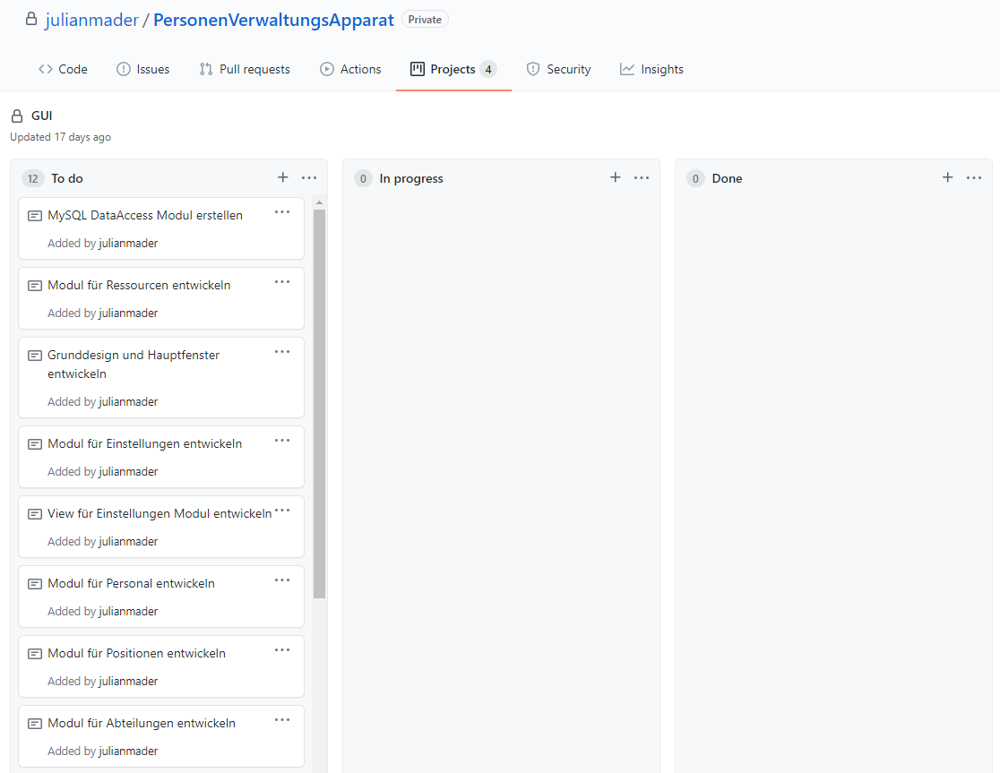 julianmader / PersonenVerwaltungsApparat Private
Code Issues Pull requests Actions Projects 4 Security Insights
GUI
Updated 17 days ago
12 To do
MySQL DataAccess Modul erstellen
Added by julianmader
Modul für Ressourcen entwickeln
Added by julianmader
Grunddesign und Hauptfenster
entwickeln
Added by julianmader
Modul für Einstellungen entwickeln
Added by julianmader
View für Einstellungen Modul entwickeln
Added by julianmader
Modul für Personal entwickeln
Added by julianmader
Modul für Positionen entwickeln
Added by julianmader
Modul für Abteilungen entwickeln
Added by julianmader
0 In progress
0 Done